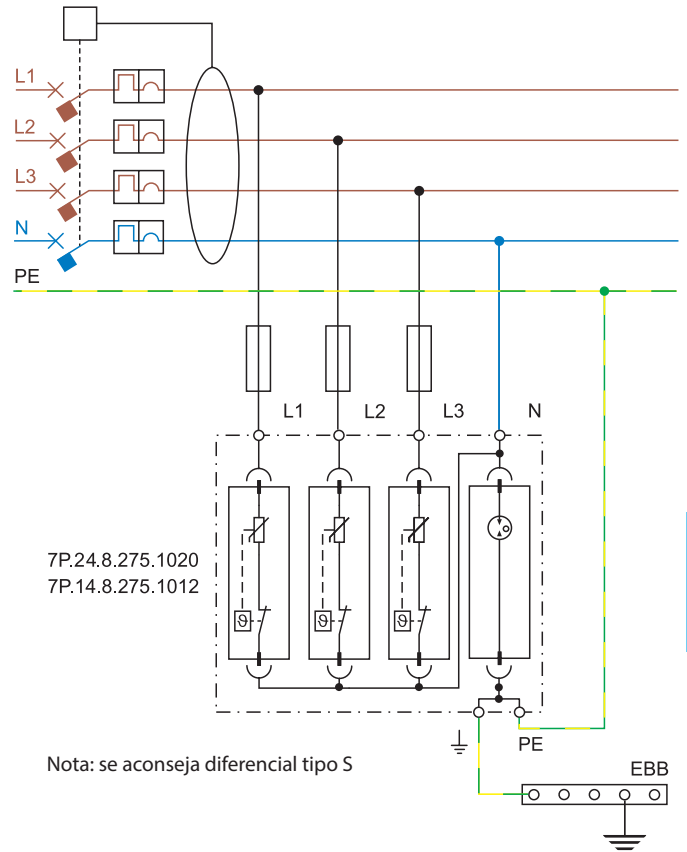 L1
L2
L3
N
PE
L1 L2 L3 N
7P.24.8.275.1020
7P.14.8.275.1012
ϑ ϑ ϑ
PE
Nota: se aconseja diferencial tipo S
EBB